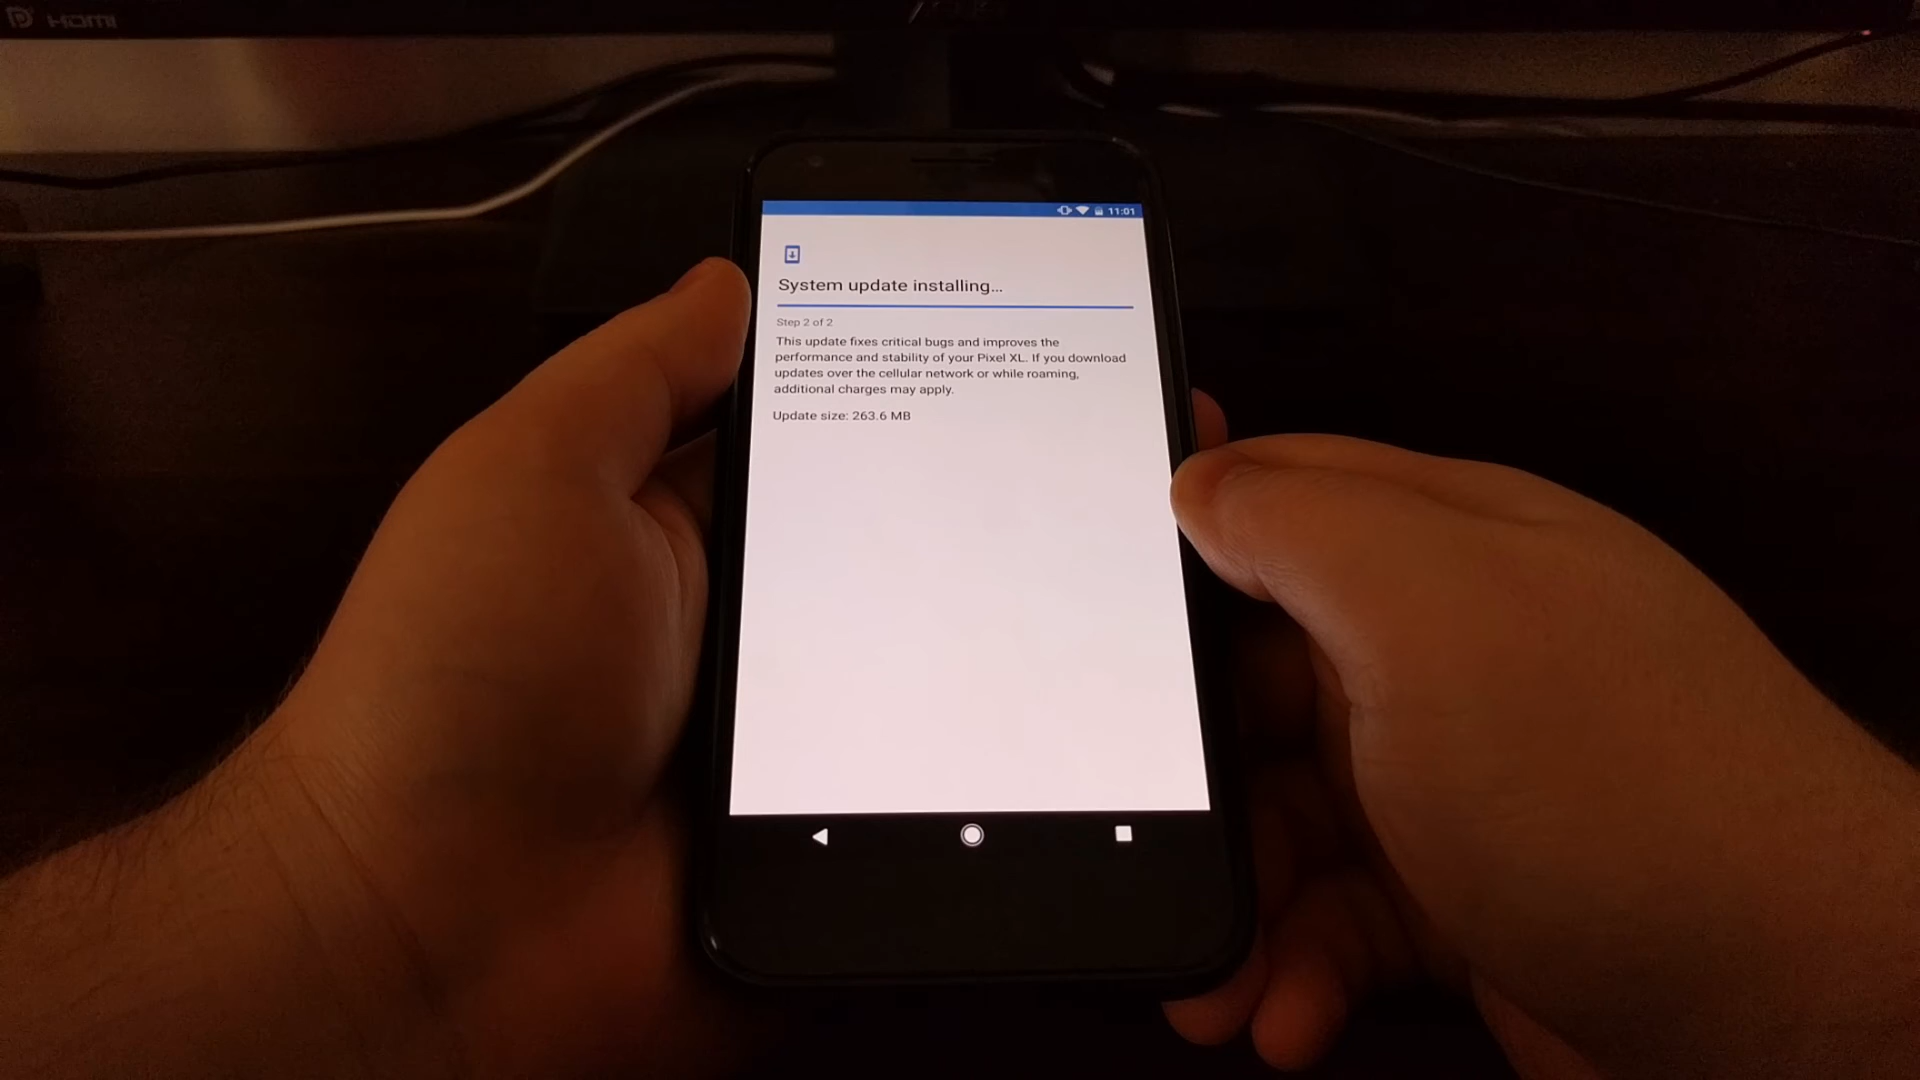 HDMI
11:01
System update installing...
Step 2 of 2
This update fixes critical bugs and improves the
performance and stability of your Pixel XL. If you download
updates over the cellular network or while roaming,
additional charges may apply.
Update size: 263.6 MB